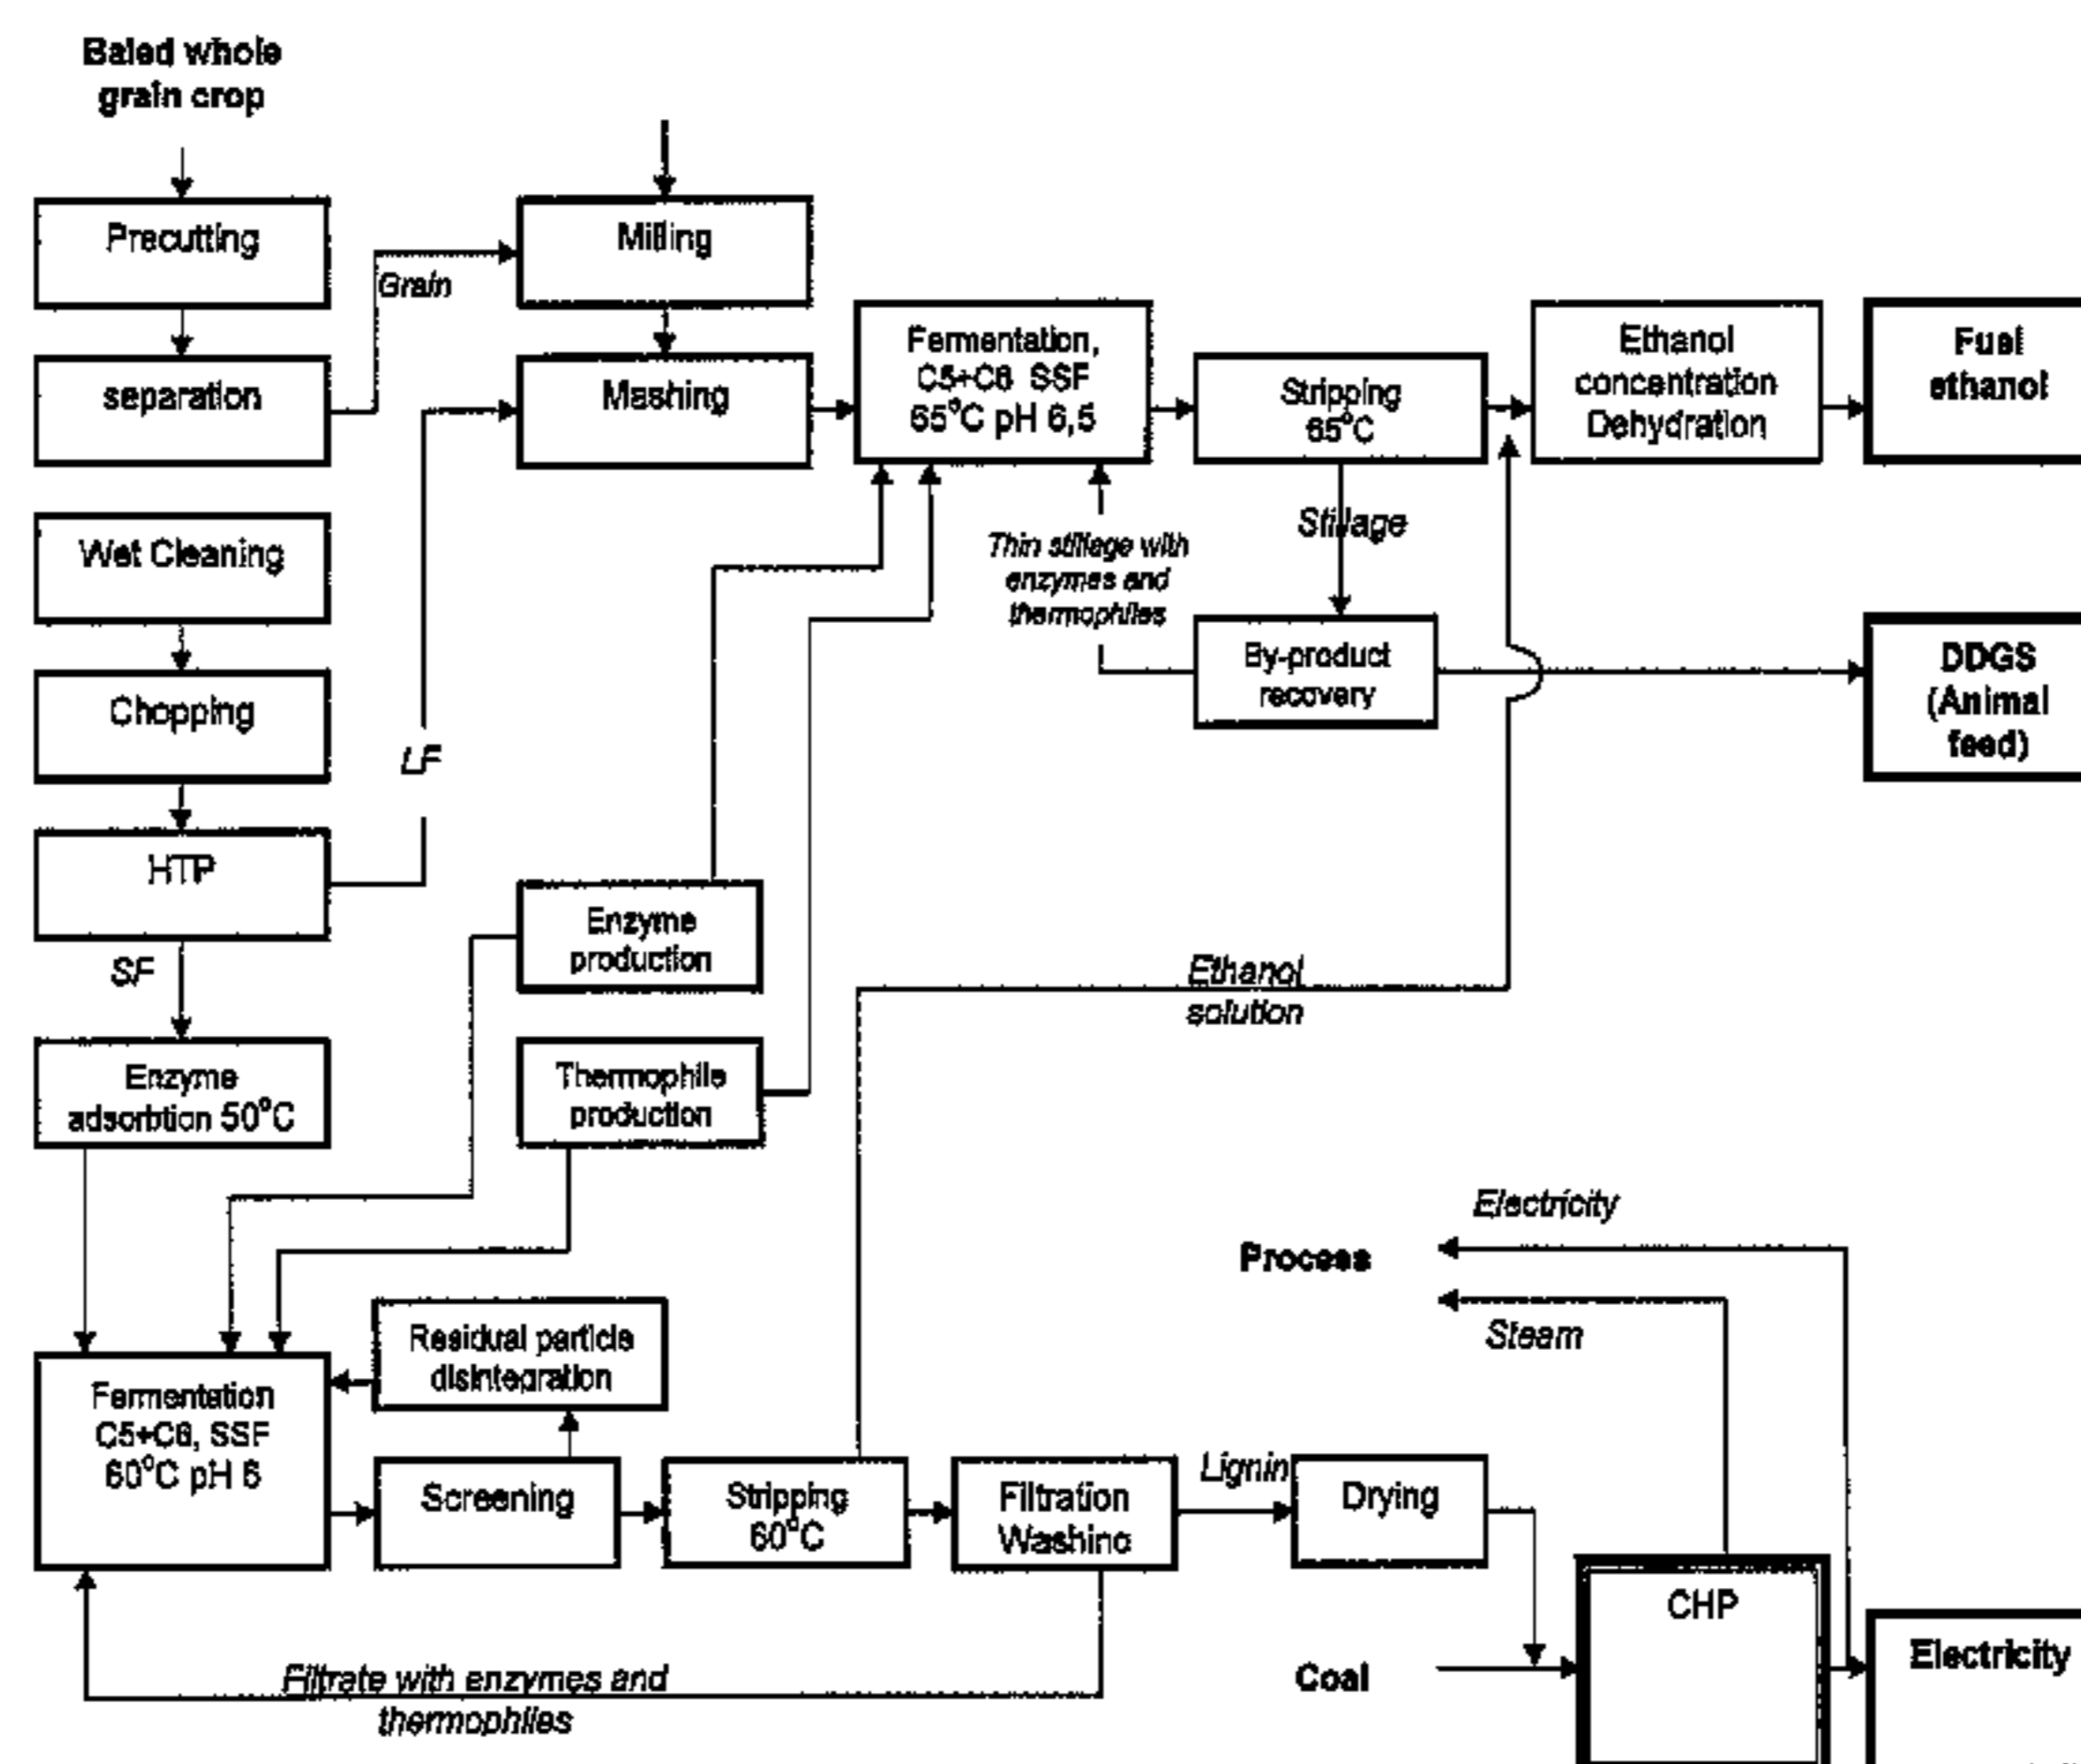 Baled whole
grain crop
Precutting
Milling
Grain
separation
Mashing
Fermentation,
C5+C6 SSF
65°C pH 6,5
Stripping
65°C
Ethanol
concentration
Dehydration
Fuel
ethanol
Wet Cleaning
Stillage
Thin stillage with
enzymes and
thermophiles
Chopping
LF
By-product
recovery
DDGS
(Animal
feed)
HTP
Enzyme
production
SF
Ethanol
solution
Enzyme
adsorbtion 50°C
Thermophile
production
Electricity
Process
Steam
Residual particle
disintegration
Fermentation
C5+C6, SSF
60°C pH 6
Screening
Stripping
60°C
Filtration
Washing
Lignin
Drying
CHP
Coal
Electricity
Filtrate with enzymes and
thermophiles